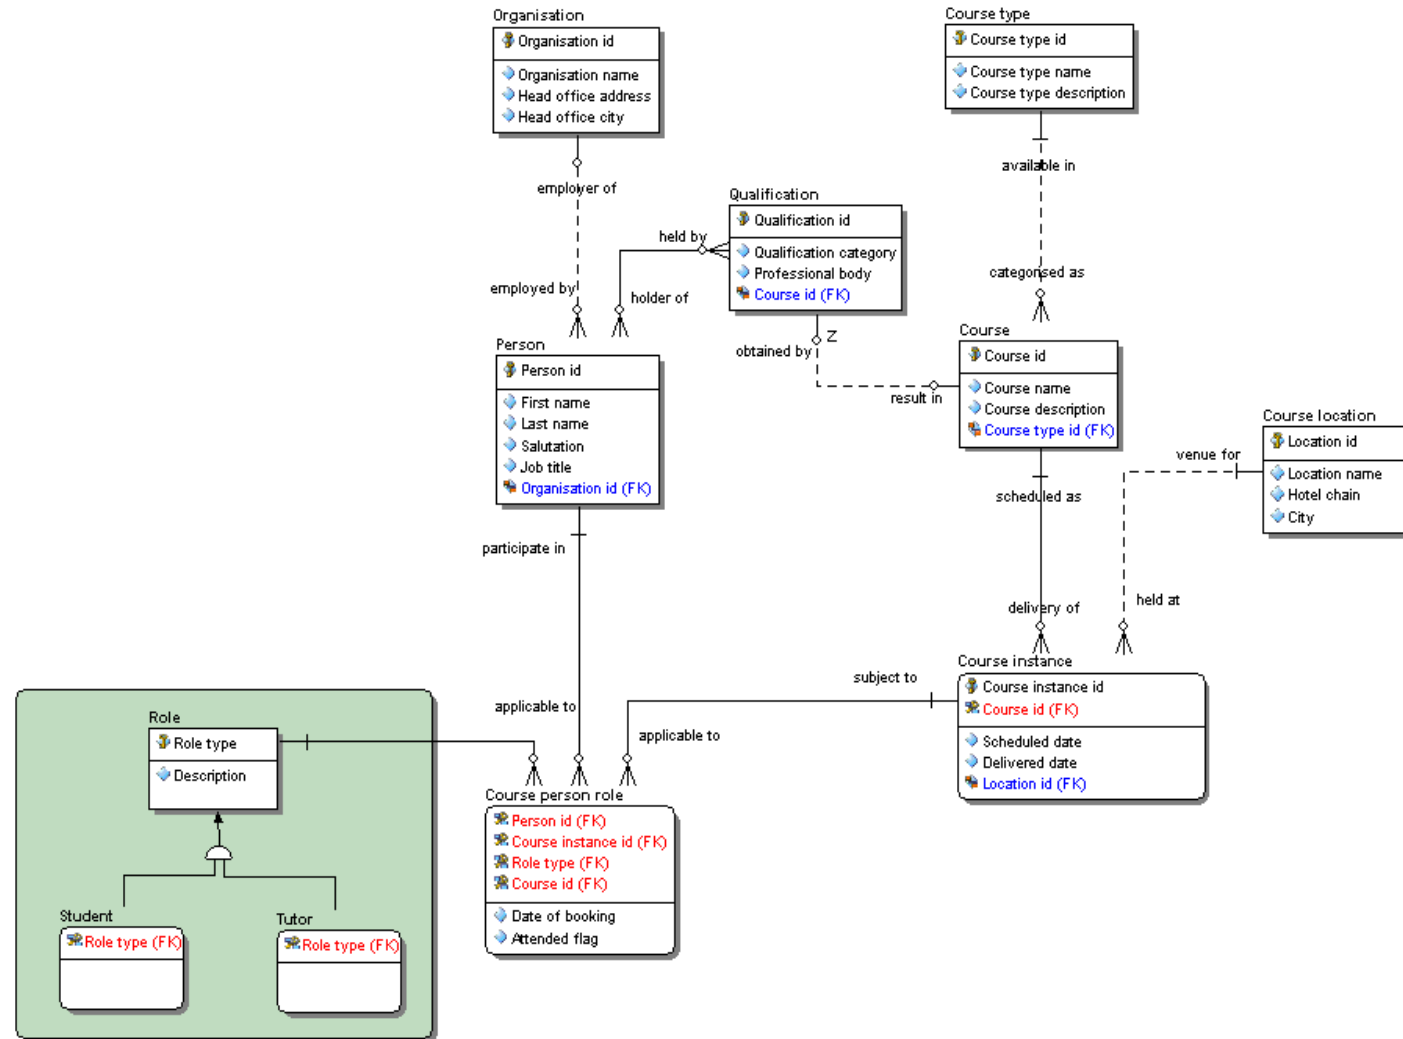 Organisation
Organisation id
Organisation name
Head office address
Head office city
employer of
employed by
Course type
Course type id
Course type name
Course type description
available in
categorised as
Qualification
Qualification id
Qualification category
Professional body
Course id (FK)
held by
holder of
obtained by
Z
result in
Person
Person id
First name
Last name
Salutation
Job title
Organisation id (FK)
participate in
applicable to
Course
Course id
Course name
Course description
Course type id (FK)
scheduled as
delivery of
Course location
Location id
Location name
Hotel chain
City
venue for
held at
Course instance
Course instance id
Course id (FK)
Scheduled date
Delivered date
Location id (FK)
subject to
applicable to
Role
Role type
Description
Student
Role type (FK)
Tutor
Role type (FK)
Course person role
Person id (FK)
Course instance id (FK)
Role type (FK)
Course id (FK)
Date of booking
Attended flag